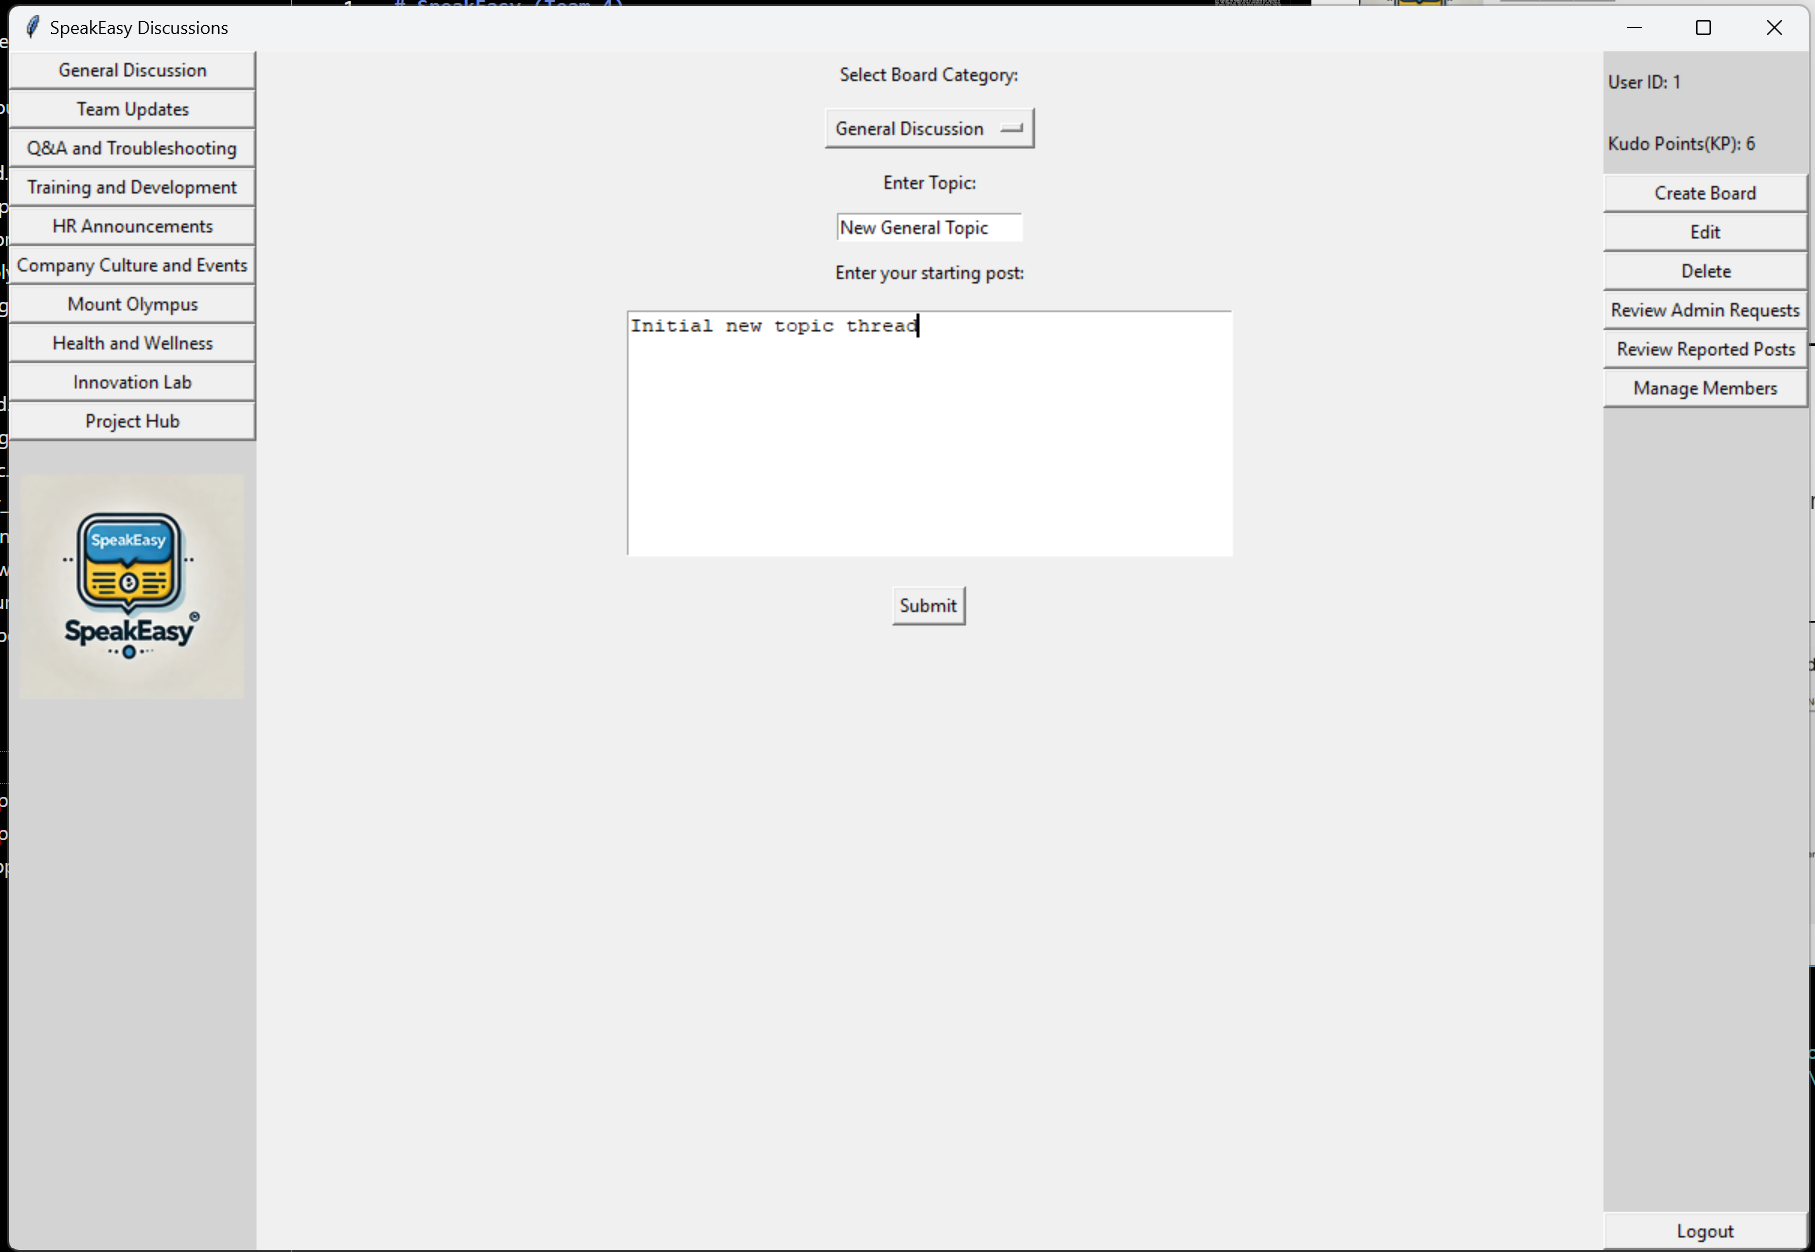 # SpeakEasy (Team 4)
SpeakEasy Discussions
General Discussion
Team Updates
Q&A and Troubleshooting
Training and Development
HR Announcements
Company Culture and Events
Mount Olympus
Health and Wellness
Innovation Lab
Project Hub
SpeakEasy
SpeakEasy
Select Board Category:
General Discussion
Enter Topic:
New General Topic
Enter your starting post:
Initial new topic thread
Submit
User ID: 1
Kudo Points(KP): 6
Create Board
Edit
Delete
Review Admin Requests
Review Reported Posts
Manage Members
Logout